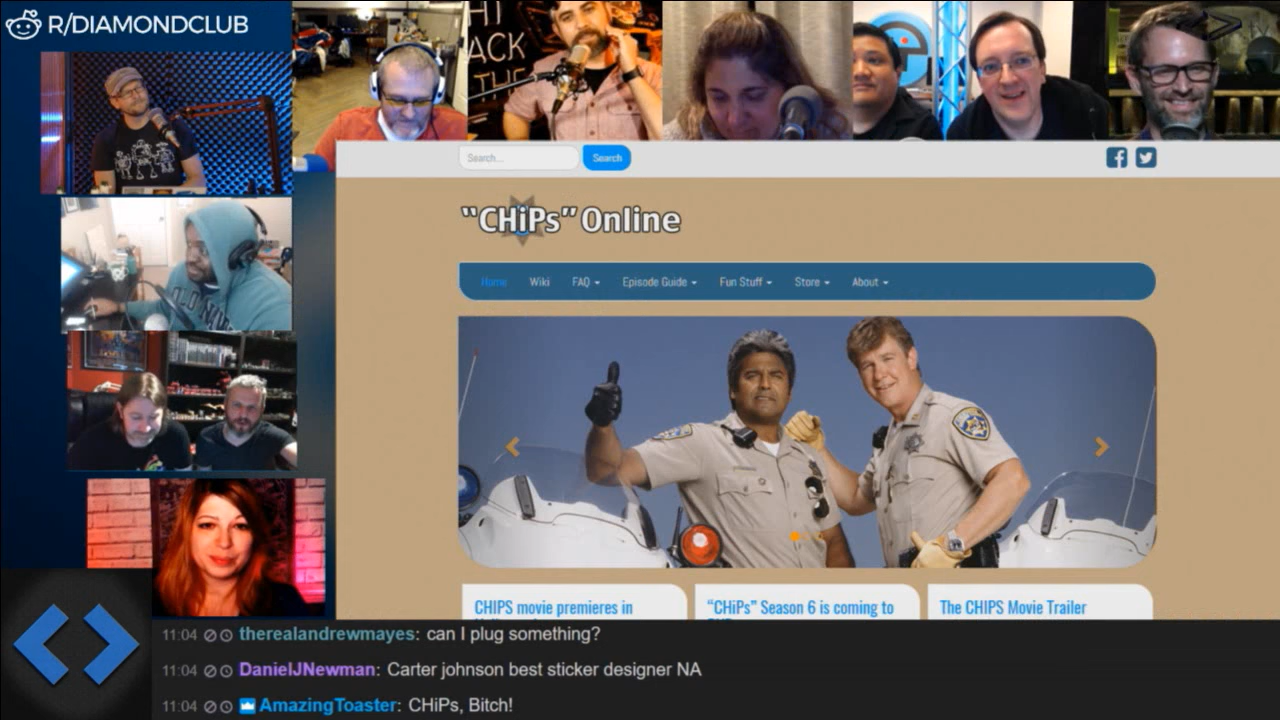 R/DIAMONDCLUB
ACK
THE
Search...
Search
"CHiPs" Online
Home
Wiki
FAQ
Episode Guide
Fun Stuff
Store
About
CHIPS movie premieres in
"CHiPs" Season 6 is coming to
The CHIPS Movie Trailer
11:04 therealandrewmayes: can I plug something?
11:04 DanielJNewman: Carter johnson best sticker designer NA
11:04 AmazingToaster: CHiPs, Bitch!